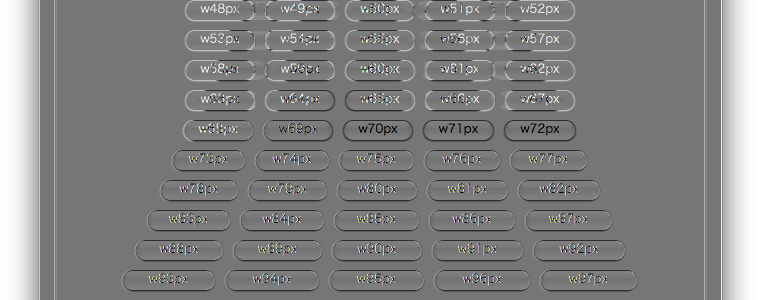 w48px w49px w50px w51px w52px
w53px w54px w55px w56px w57px
w58px w59px w60px w61px w62px
w63px w64px w65px w66px w67px
w68px w69px w70px w71px w72px
w73px w74px w75px w76px w77px
w78px w79px w80px w81px w82px
w83px w84px w85px w86px w87px
w88px w89px w90px w91px w92px
w93px w94px w95px w96px w97px